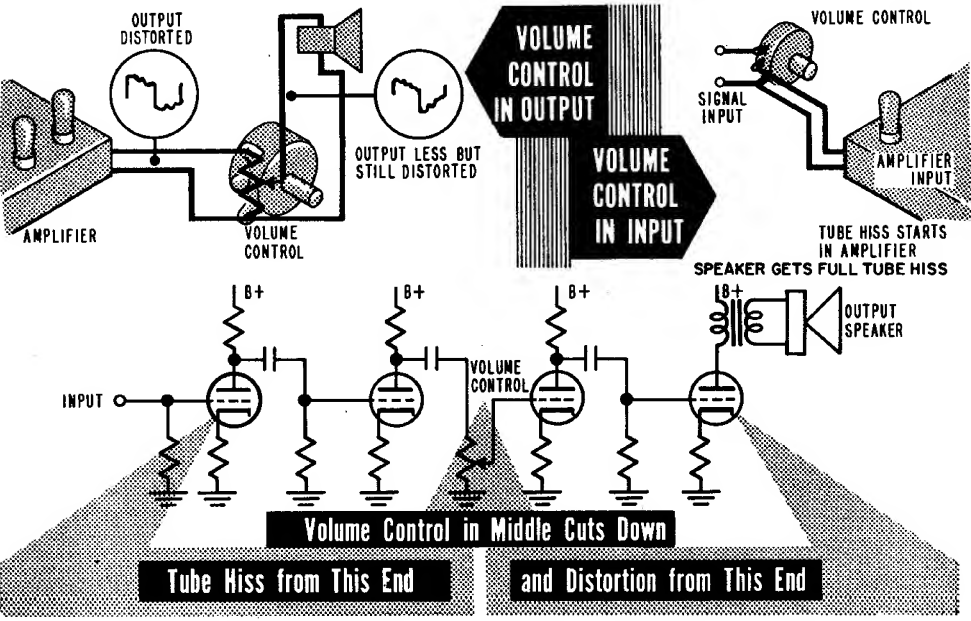 OUTPUT
DISTORTED
AMPLIFIER
VOLUME
CONTROL
OUTPUT LESS BUT
STILL DISTORTED
VOLUME
CONTROL
IN OUTPUT
VOLUME
CONTROL
IN INPUT
VOLUME CONTROL
SIGNAL
INPUT
AMPLIFIER
INPUT
TUBE HISS STARTS
IN AMPLIFIER
SPEAKER GETS FULL TUBE HISS
B+
B+
B+
B+
OUTPUT
SPEAKER
INPUT
VOLUME
CONTROL
Volume Control in Middle Cuts Down
Tube Hiss from This End
and Distortion from This End